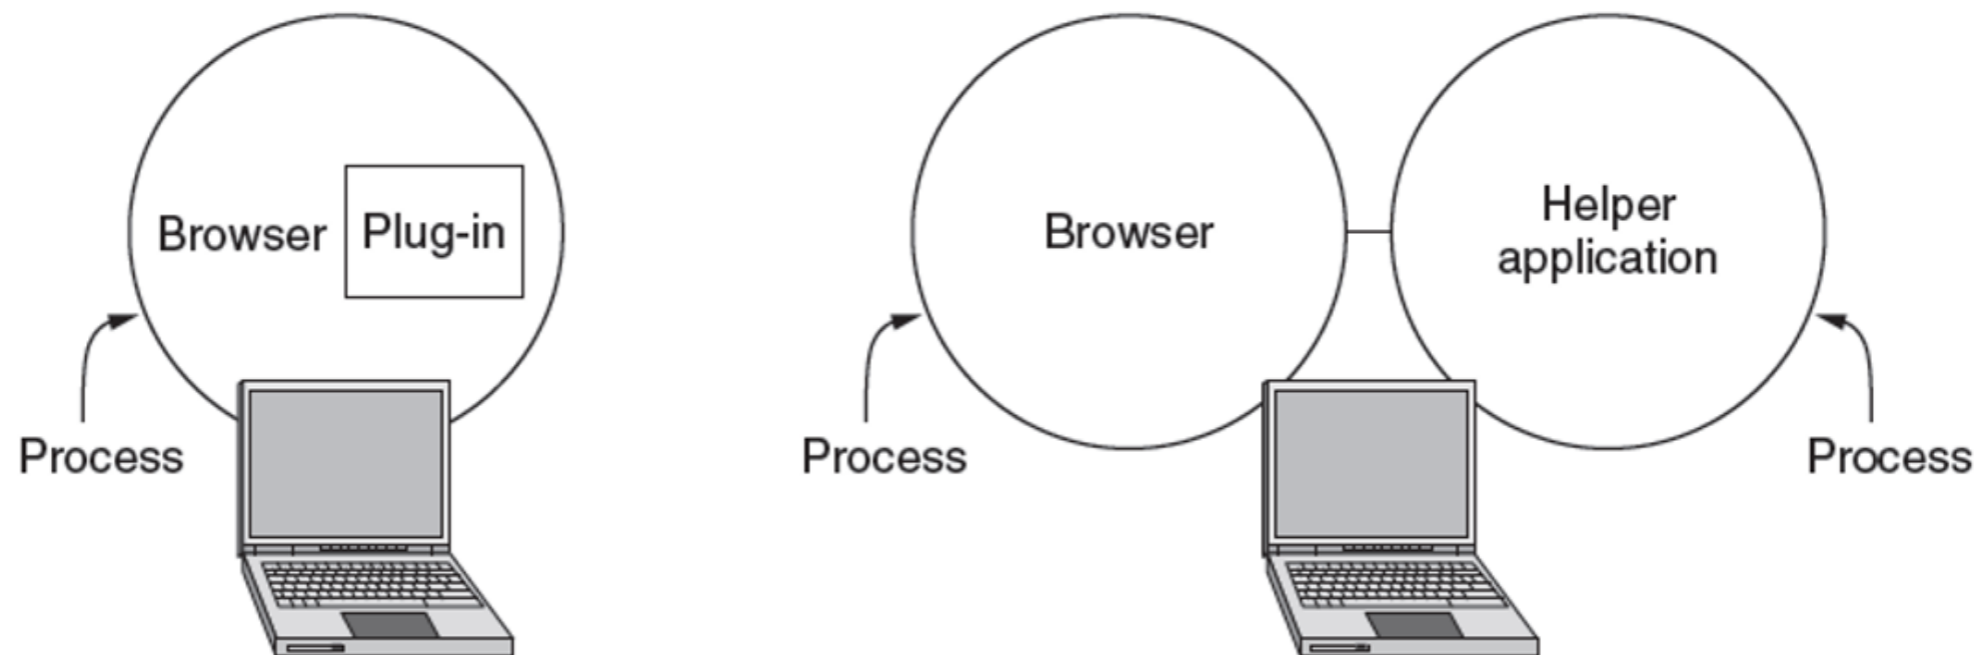 Browser
Plug-in
Process
Browser
Process
Helper
application
Process